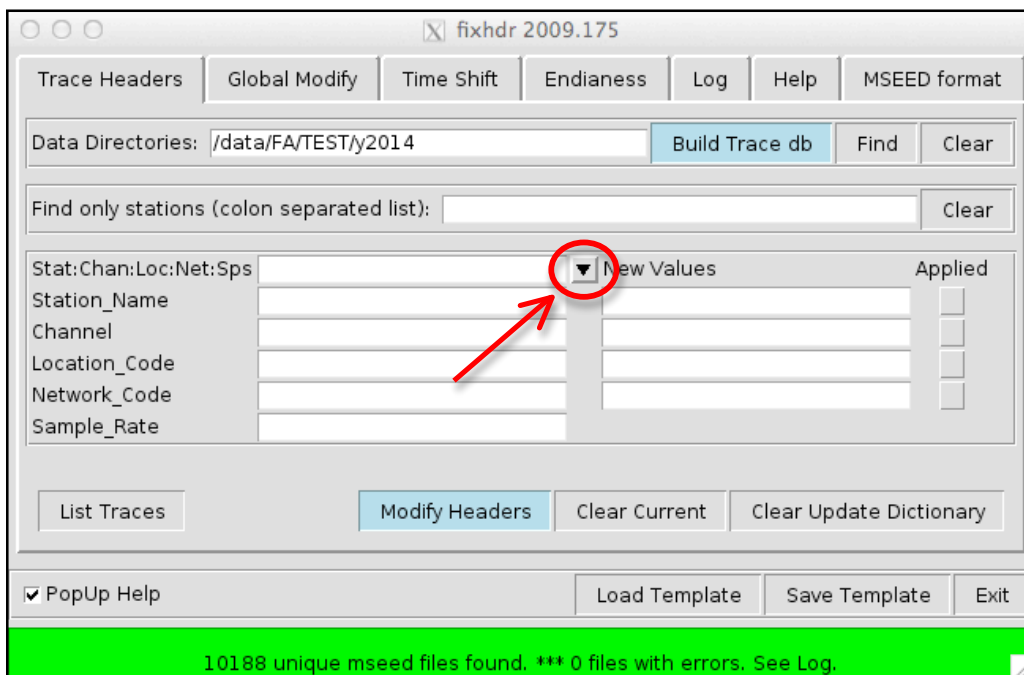 X fixhdr 2009.175
Trace Headers Global Modify Time Shift Endianess Log Help MSEED format
Data Directories: /data/FA/TEST/y2014 Build Trace db Find Clear
Find only stations (colon separated list): Clear
Stat:Chan:Loc:Net:Sps New Values Applied
Station_Name
Channel
Location_Code
Network_Code
Sample_Rate
List Traces Modify Headers Clear Current Clear Update Dictionary
PopUp Help Load Template Save Template Exit
10188 unique mseed files found. *** 0 files with errors. See Log.